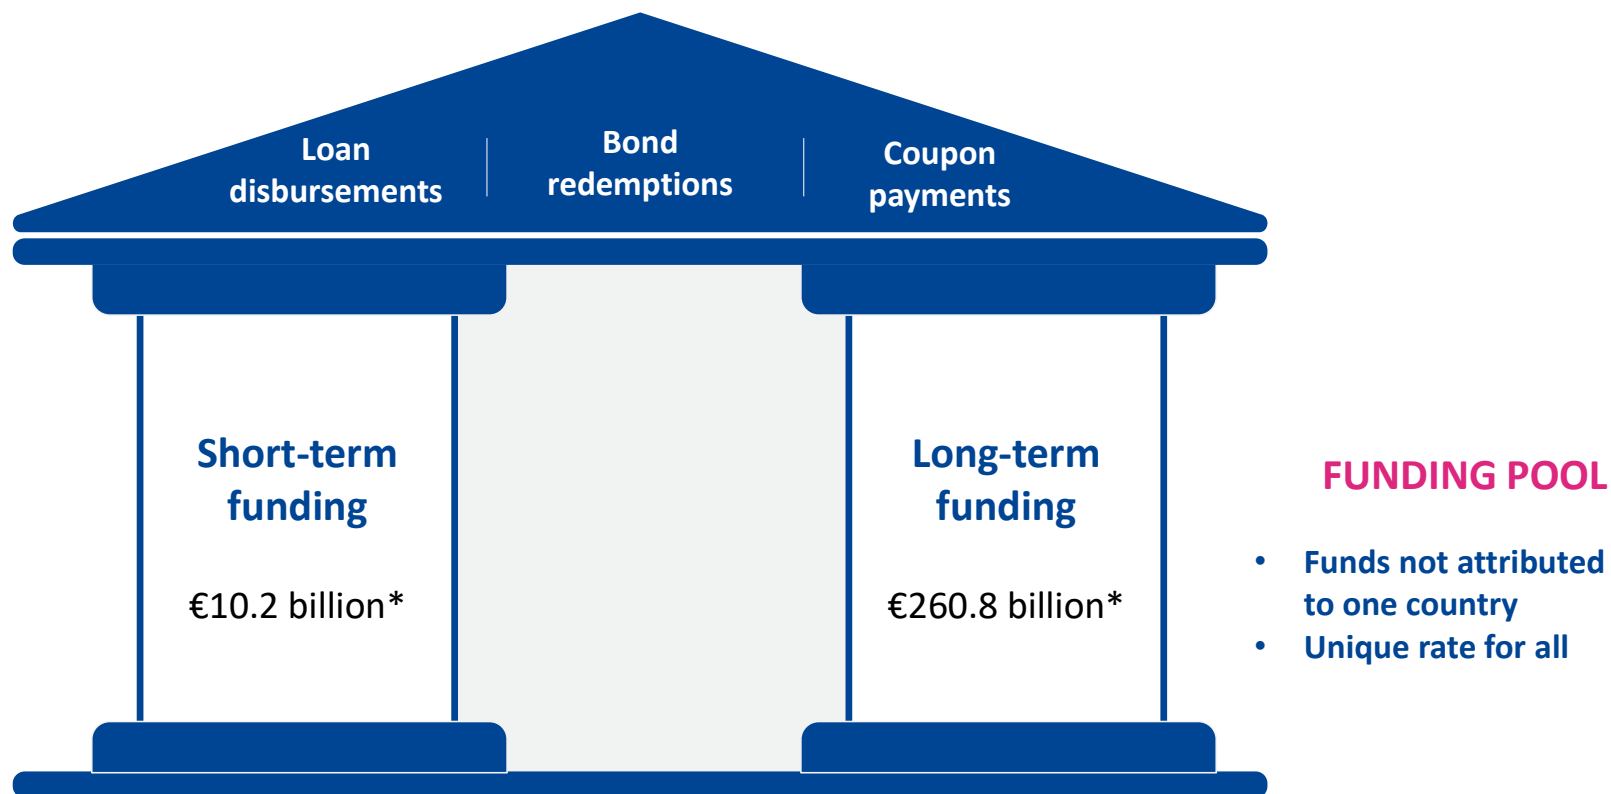 Loan
disbursements
Bond
redemptions
Coupon
payments
Short-term
funding
€10.2 billion*
Long-term
funding
€260.8 billion*
FUNDING POOL
• Funds not attributed
to one country
• Unique rate for all